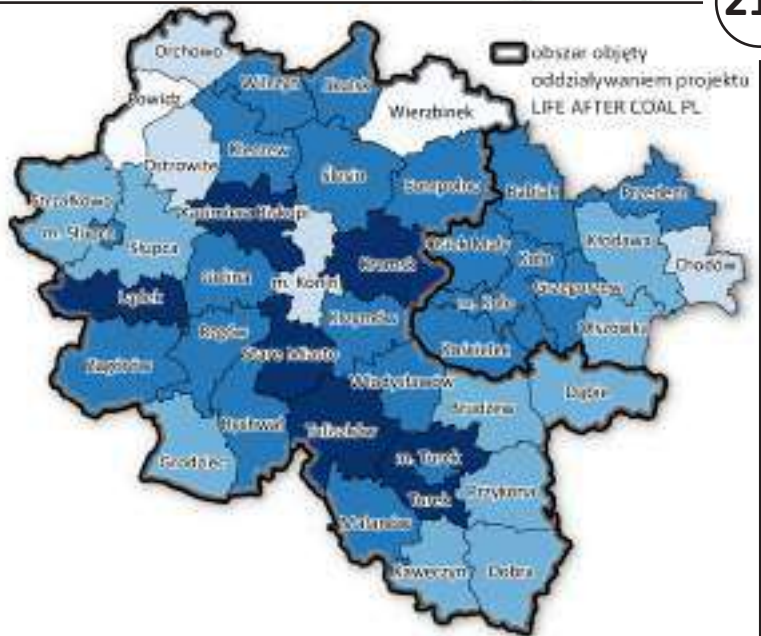 21
obszar objęty
oddziaływaniem projektu
LIFE AFTER COAL PL
Orchowo
Wilczyn
Skulsk
Wierzbinek
Powidz
Ostrowite
Kleczew
Ślesin
Sompolno
Babiak
Przedecz
Strzałkowo
m. Słupca
Słupca
Kazimierz Biskupi
m. Konin
Kramsk
Osiek Mały
Koło
Kłodawa
Chodów
Lądek
Golina
Krzymów
m. Koło
Grzegorzew
Olszówka
Zagórów
Rzgów
Stare Miasto
Kościelec
Władysławów
Brudzew
Dąbie
Grodziec
Rychwał
Tuliszków
m. Turek
Turek
Przykona
Malanów
Kawęczyn
Dobra